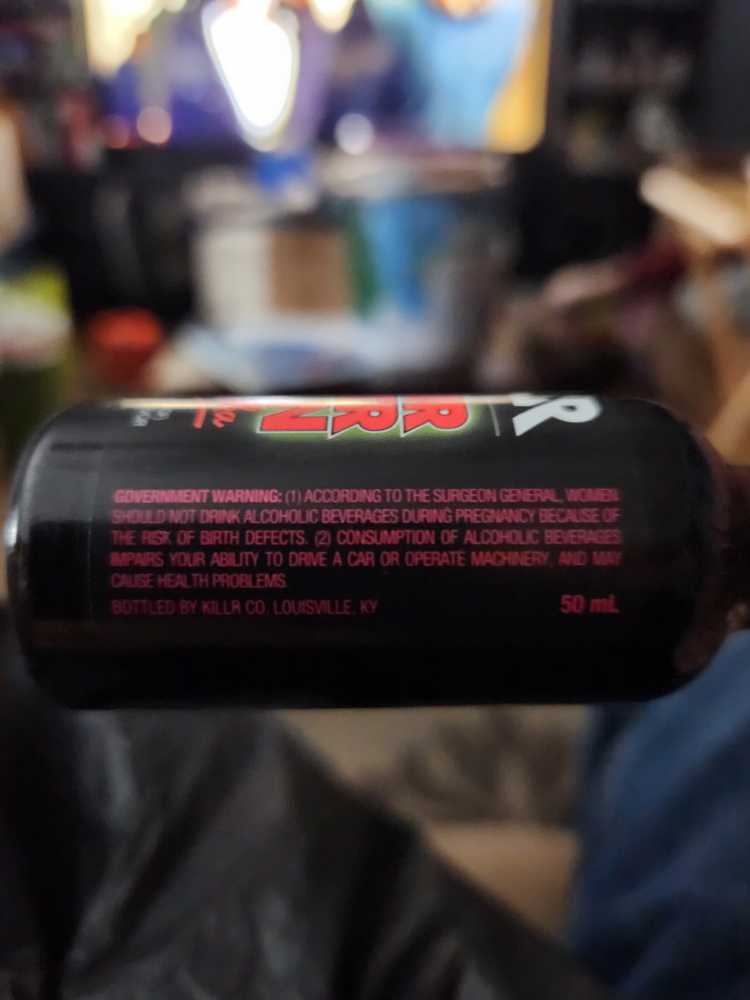 GOVERNMENT WARNING: (1) ACCORDING TO THE SURGEON GENERAL, WOMEN
SHOULD NOT DRINK ALCOHOLIC BEVERAGES DURING PREGNANCY BECAUSE OF
THE RISK OF BIRTH DEFECTS. (2) CONSUMPTION OF ALCOHOLIC BEVERAGES
IMPAIRS YOUR ABILITY TO DRIVE A CAR OR OPERATE MACHINERY, AND MAY
CAUSE HEALTH PROBLEMS.
BOTTLED BY KILLR CO. LOUISVILLE, KY
50 mL